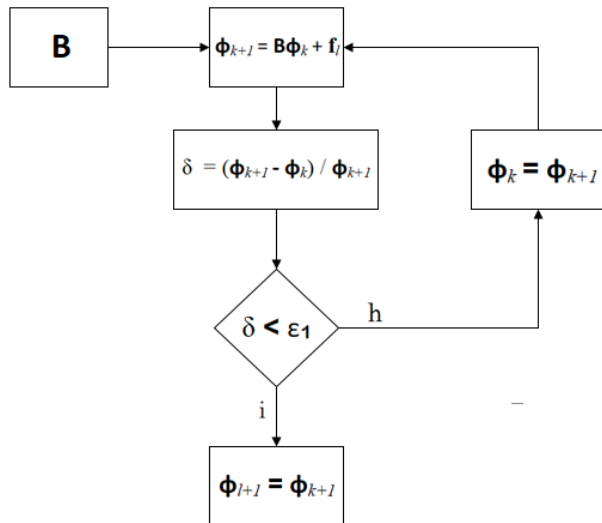 B
ϕₖ₊₁ = Bϕₖ + fₗ
δ = (ϕₖ₊₁ - ϕₖ) / ϕₖ₊₁
ϕₖ = ϕₖ₊₁
δ < ε₁
h
i
ϕₗ₊₁ = ϕₖ₊₁